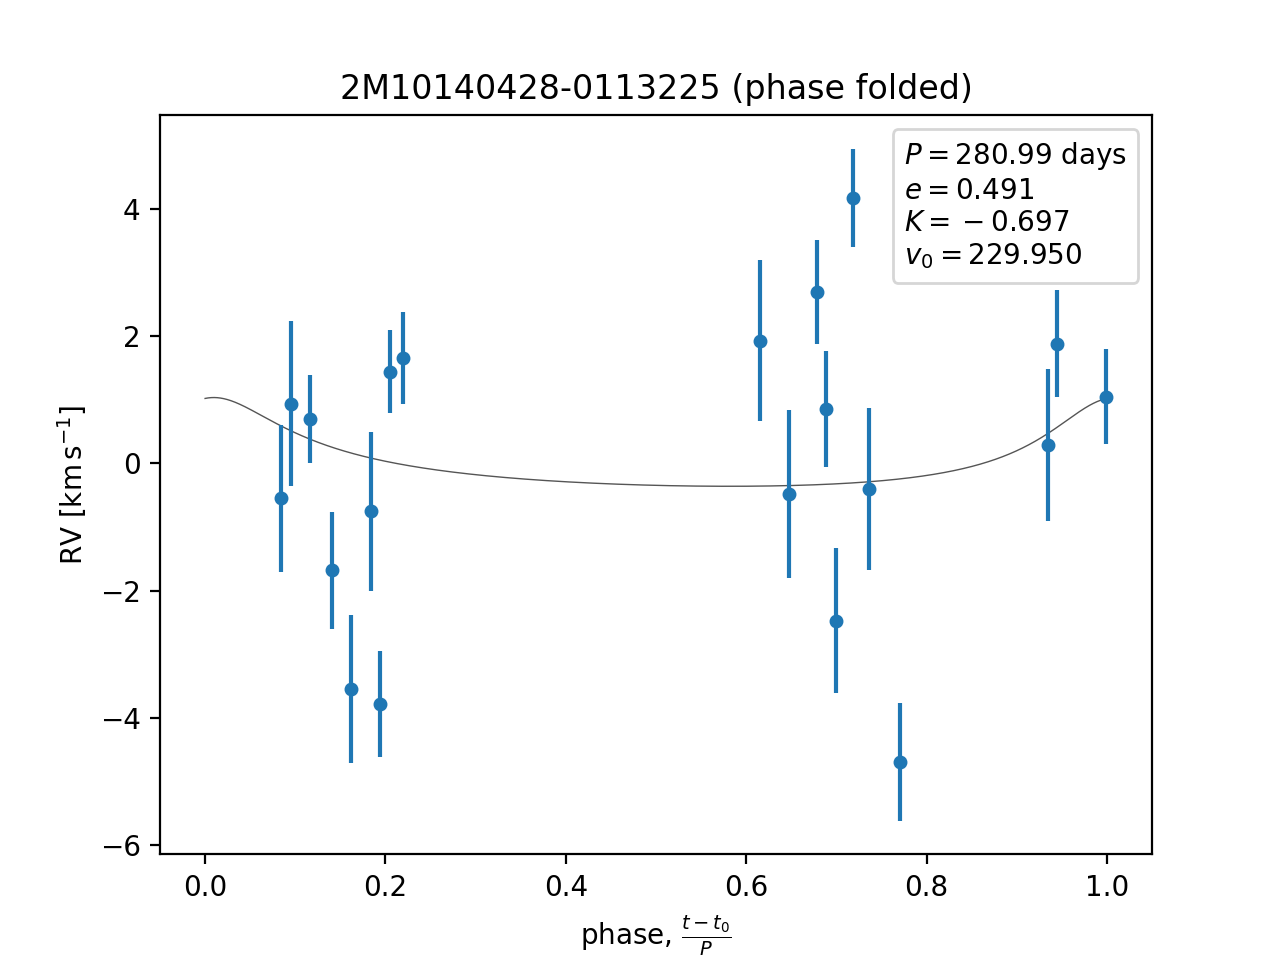 2M10140428-0113225 (phase folded)
P = 280.99 days
e = 0.491
K = −0.697
v₀ = 229.950
RV [km s⁻¹]
4
2
0
−2
−4
−6
0.0 0.2 0.4 0.6 0.8 1.0
phase, (t − t₀)/P